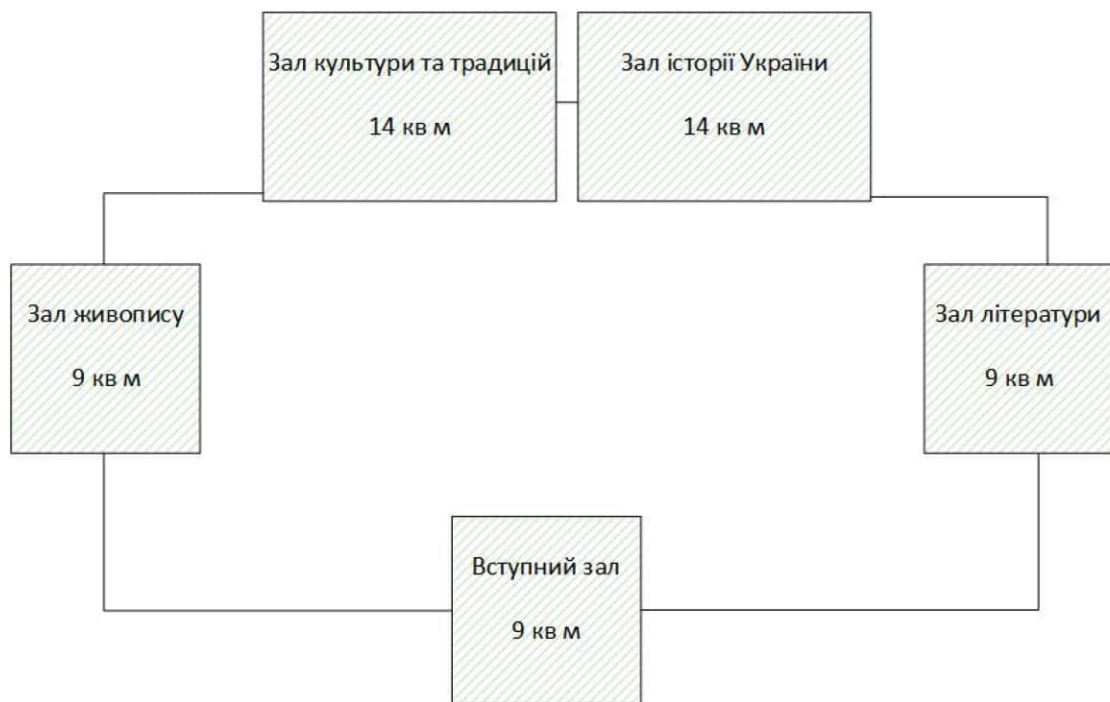 Зал культури та традицій
14 кв м
Зал історії України
14 кв м
Зал живопису
9 кв м
Зал літератури
9 кв м
Вступний зал
9 кв м